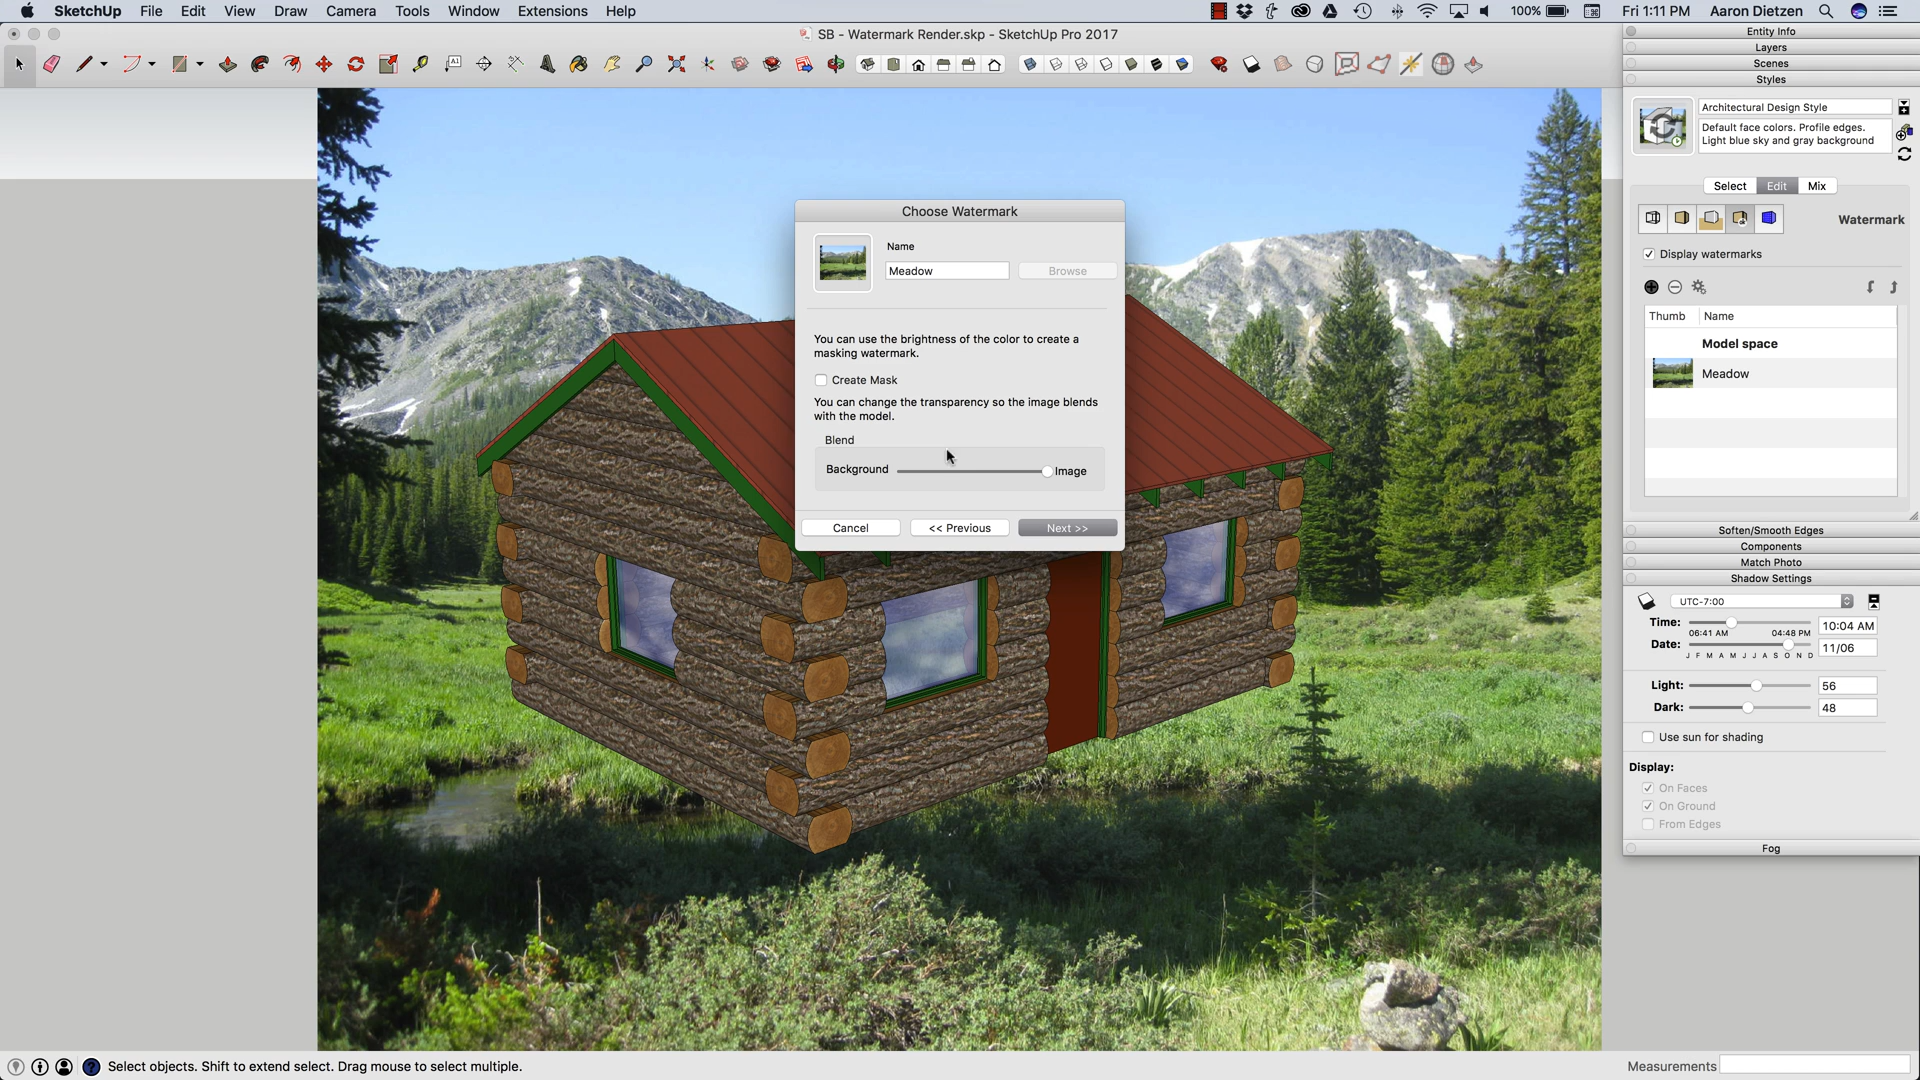 SketchUp File Edit View Draw Camera Tools Window Extensions Help 100% Fri 1:11 PM Aaron Dietzen
SB - Watermark Render.skp - SketchUp Pro 2017
Entity Info
Layers
Scenes
Styles
Architectural Design Style
Default face colors. Profile edges.
Light blue sky and gray background
Select Edit Mix
Watermark
Display watermarks
Thumb Name
Model space
Meadow
Choose Watermark
Name
Meadow Browse
You can use the brightness of the color to create a
masking watermark.
Create Mask
You can change the transparency so the image blends
with the model.
Blend
Background Image
Cancel << Previous Next >>
Soften/Smooth Edges
Components
Match Photo
Shadow Settings
UTC-7:00
Time: 10:04 AM
06:41 AM 04:48 PM
Date: 11/06
J F M A M J J A S O N D
Light: 56
Dark: 48
Use sun for shading
Display:
On Faces
On Ground
From Edges
Fog
Select objects. Shift to extend select. Drag mouse to select multiple.
Measurements